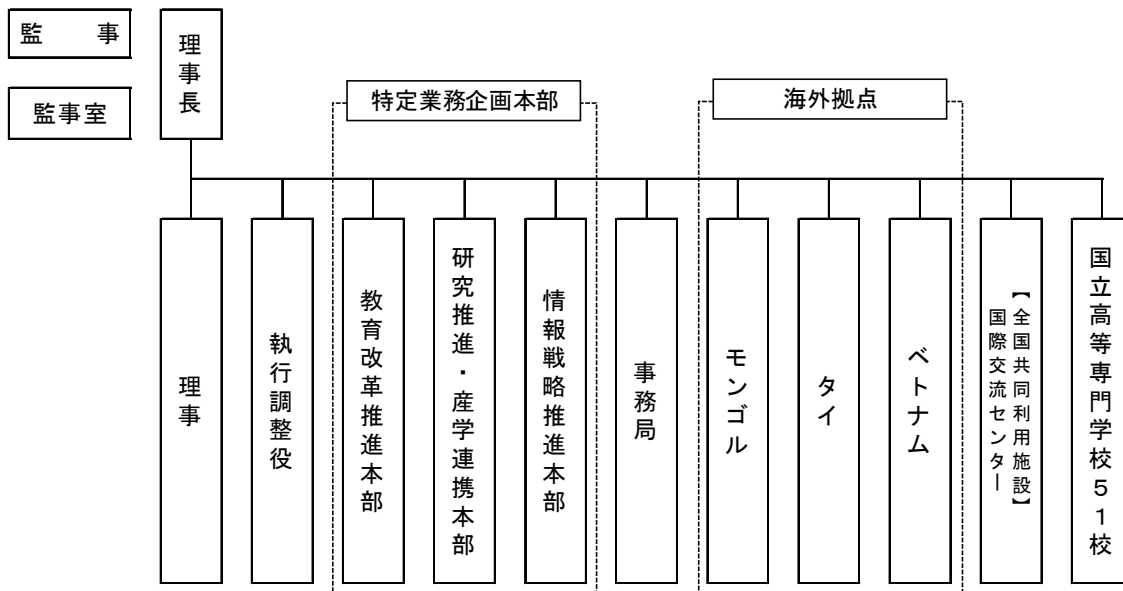 監 事
理事長
監事室
特定業務企画本部
海外拠点
理事
執行調整役
教育改革推進本部
研究推進・産学連携本部
情報戦略推進本部
事務局
モンゴル
タイ
ベトナム
【全国共同利用施設】
国際交流センター
国立高等専門学校５１校